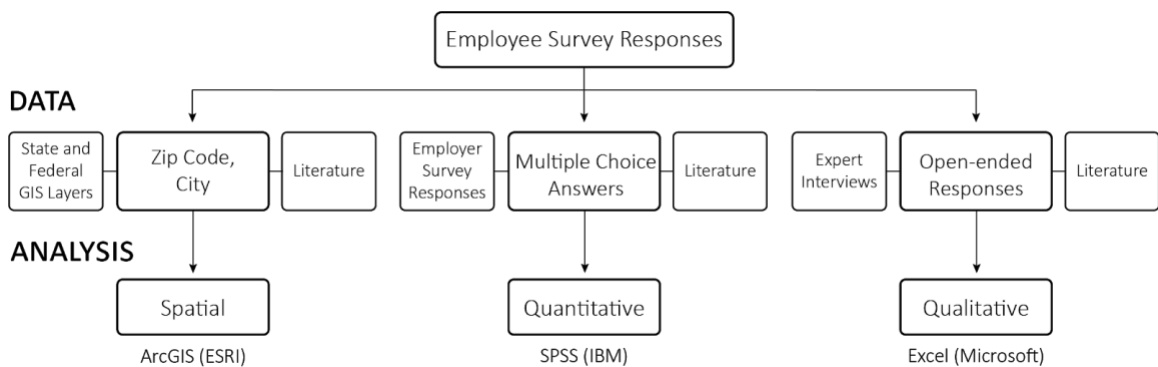 Employee Survey Responses
DATA
State and
Federal
GIS Layers
Zip Code,
City
Literature
Employer
Survey
Responses
Multiple Choice
Answers
Literature
Expert
Interviews
Open-ended
Responses
Literature
ANALYSIS
Spatial
Quantitative
Qualitative
ArcGIS (ESRI)
SPSS (IBM)
Excel (Microsoft)